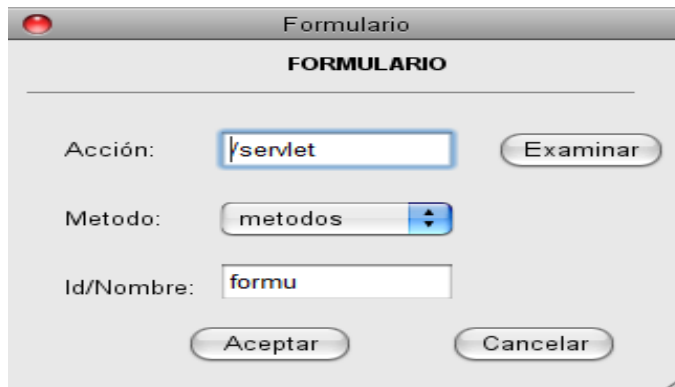 Formulario
FORMULARIO
Acción: /servlet Examinar
Metodo: metodos
Id/Nombre: formu
Aceptar Cancelar